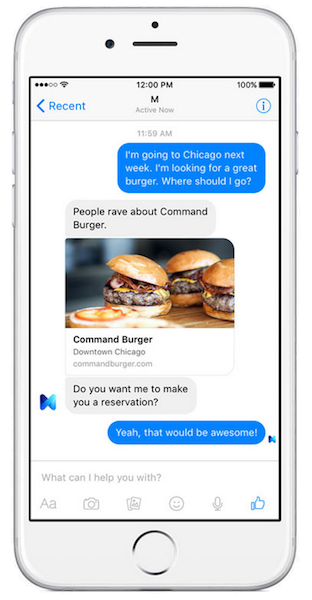 12:00 PM
100%
Recent
M
Active Now
11:59 AM
I'm going to Chicago next
week. I'm looking for a great
burger. Where should I go?
People rave about Command
Burger.
Command Burger
Downtown Chicago
commandburger.com
Do you want me to make
you a reservation?
Yeah, that would be awesome!
What can I help you with?
Aa